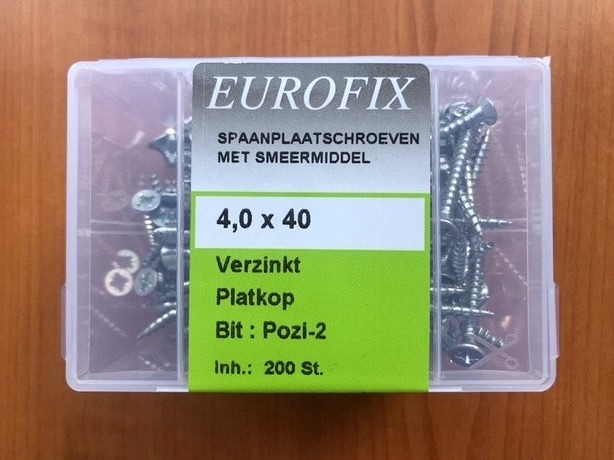 EUROFIX
SPAANPLAATSCHROEVEN
MET SMEERMIDDEL
4,0 x 40
Verzinkt
Platkop
Bit : Pozi-2
Inh.: 200 St.